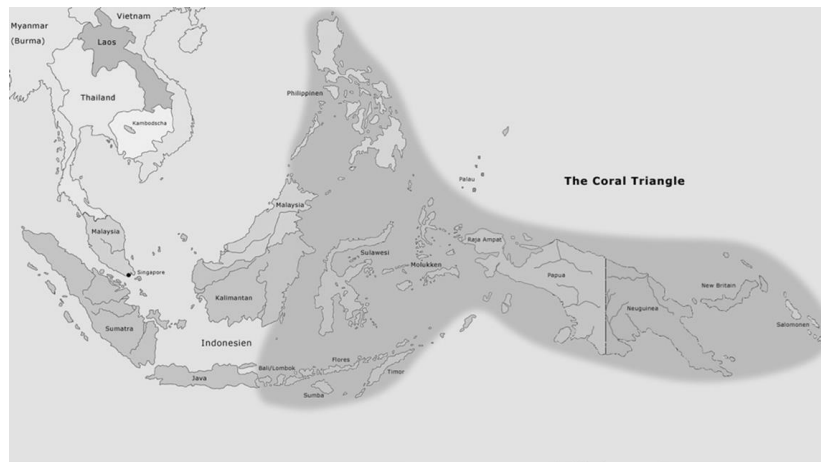 Vietnam
Myanmar
(Burma)
Laos
Thailand
Kambodscha
Philippinen
The Coral Triangle
Palau
Malaysia
Malaysia
Raja Ampat
Singapore
Sulawesi
Molukken
Papua
New Britain
Kalimantan
Neuguinea
Salomonen
Sumatra
Indonesien
Flores
Bali/Lombok
Timor
Java
Sumba